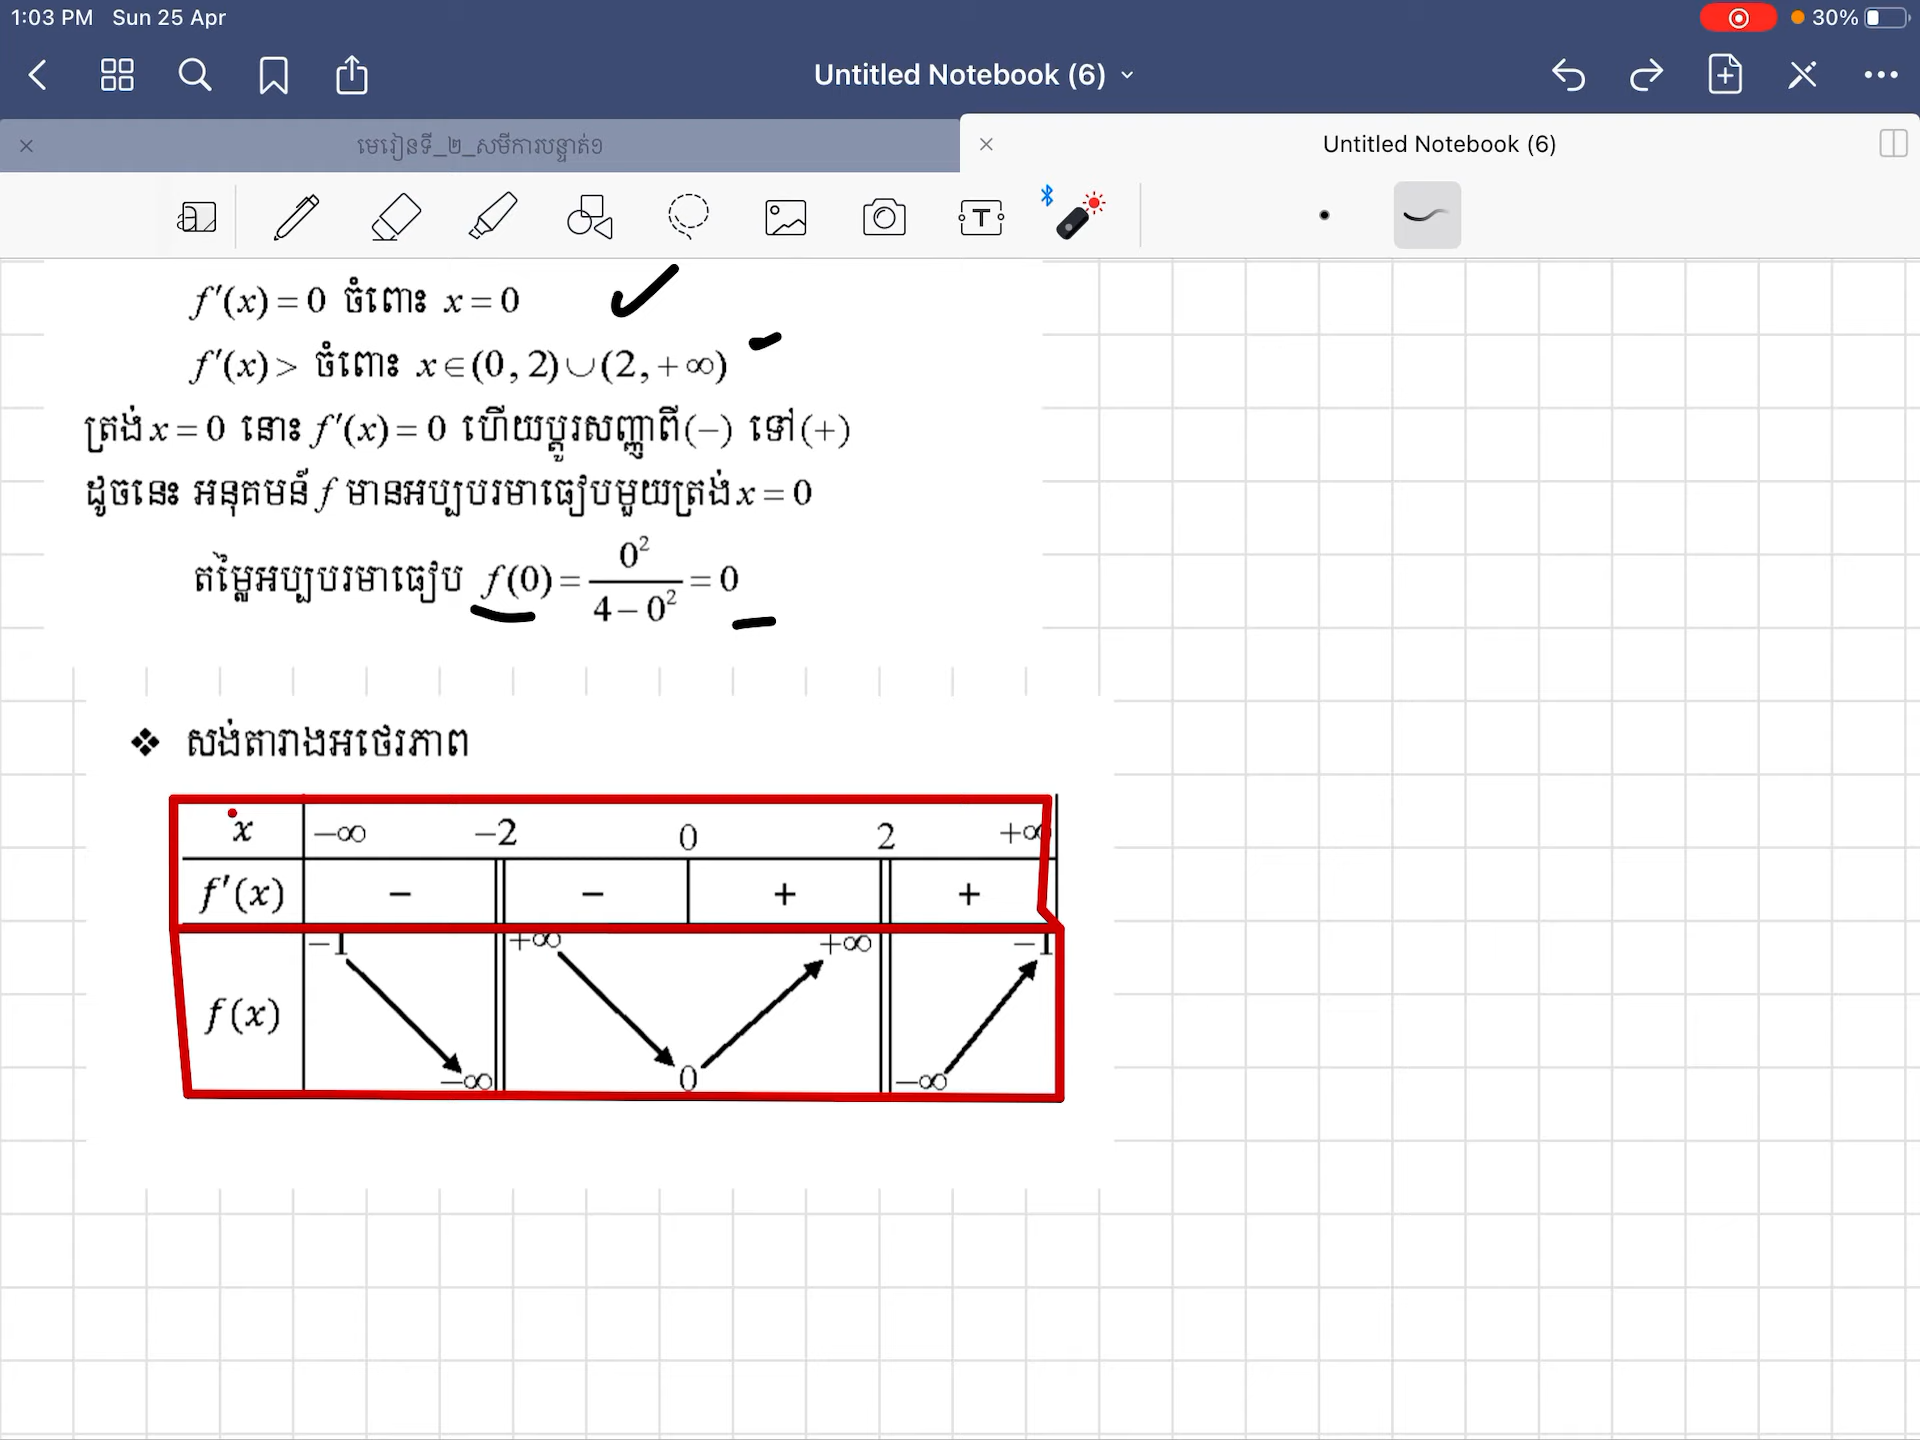 1:03 PM Sun 25 Apr 30%
Untitled Notebook (6)
មេរៀនទី_២_សមីការបន្ទាត់១
Untitled Notebook (6)
f′(x) = 0 ចំពោះ x = 0
f′(x) > ចំពោះ x ∈ (0, 2) ∪ (2, +∞)
ត្រង់ x = 0 នោះ f′(x) = 0 ហើយប្ដូរសញ្ញាពី (−) ទៅ (+)
ដូចនេះ អនុគមន៍ f មានអប្បបរមាធៀបមួយត្រង់ x = 0
តម្លៃអប្បបរមាធៀប f(0) = 0²/(4 − 0²) = 0
❖ សង់តារាងអថេរភាព
x −∞ −2 0 2 +∞
f′(x) − − + +
−1 +∞ +∞ −1
f(x)
−∞ 0 −∞